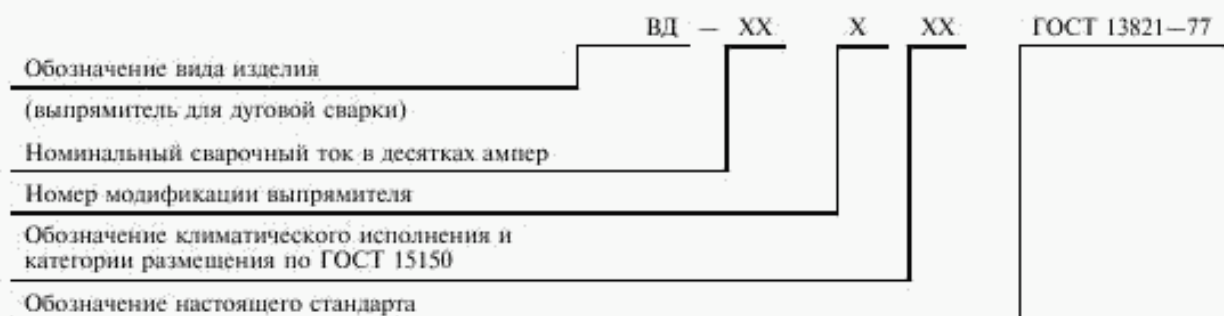 ВД — ХХ Х ХХ ГОСТ 13821—77
Обозначение вида изделия
(выпрямитель для дуговой сварки)
Номинальный сварочный ток в десятках ампер
Номер модификации выпрямителя
Обозначение климатического исполнения и
категории размещения по ГОСТ 15150
Обозначение настоящего стандарта